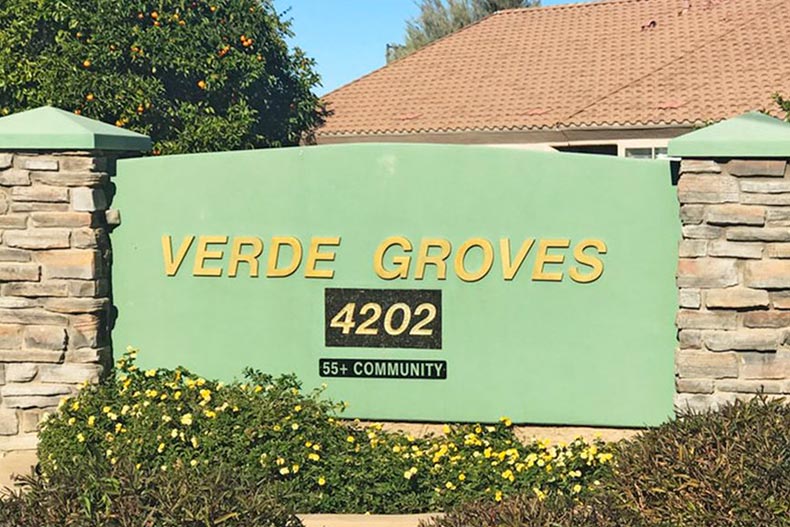 VERDE GROVES
4202
55+ COMMUNITY